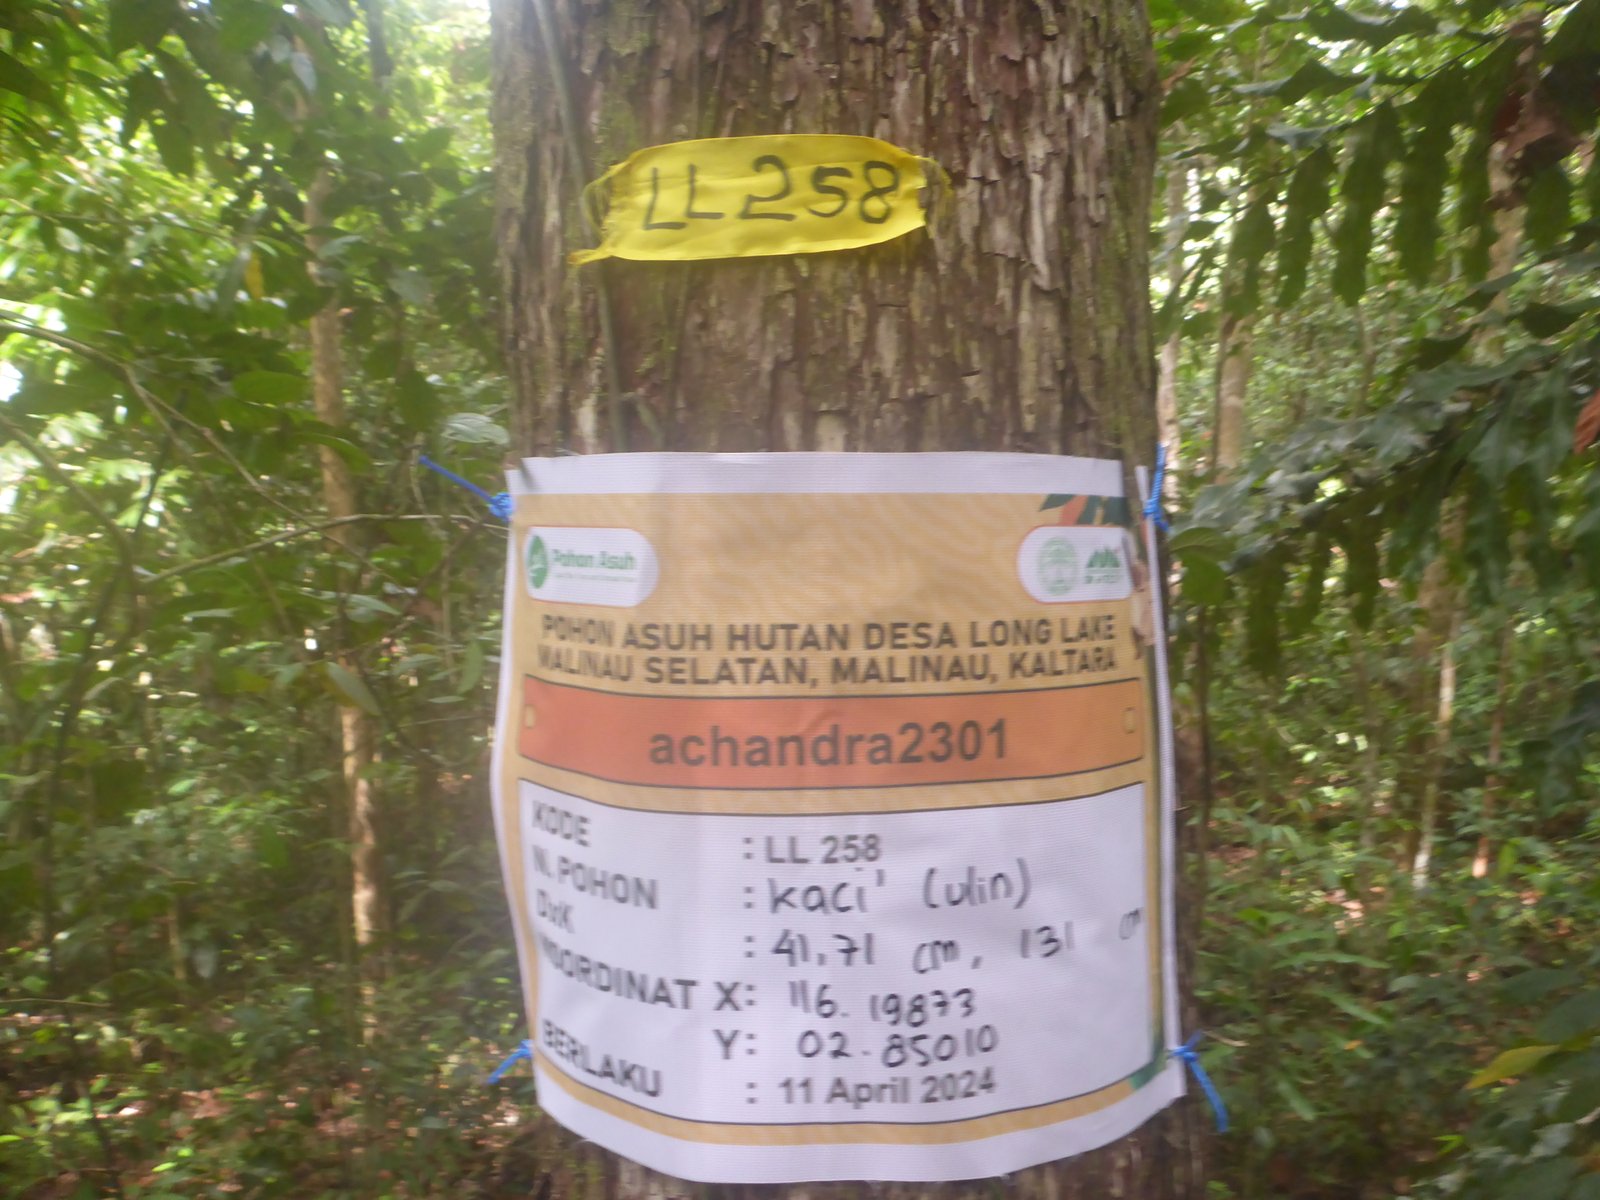 LL258
Pohon Asuh
POHON ASUH HUTAN DESA LONG LAKE
MALINAU SELATAN, MALINAU, KALTARA
achandra2301
KODE : LL 258
N. POHON : Kaci' (ulin)
D&K : 41,71 cm, 131 cm
KOORDINAT X: 116.19873
Y: 02.85010
BERLAKU : 11 April 2024